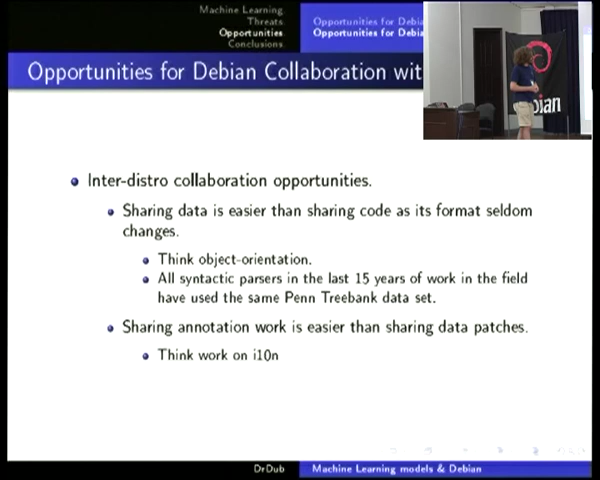 Machine Learning
Threats
Opportunities
Conclusions
Opportunities for Debi
Opportunities for Debia
Opportunities for Debian Collaboration wit
bian
Inter-distro collaboration opportunities.
Sharing data is easier than sharing code as its format seldom
changes.
Think object-orientation.
All syntactic parsers in the last 15 years of work in the field
have used the same Penn Treebank data set.
Sharing annotation work is easier than sharing data patches.
Think work on i10n
DrDub
Machine Learning models & Debian